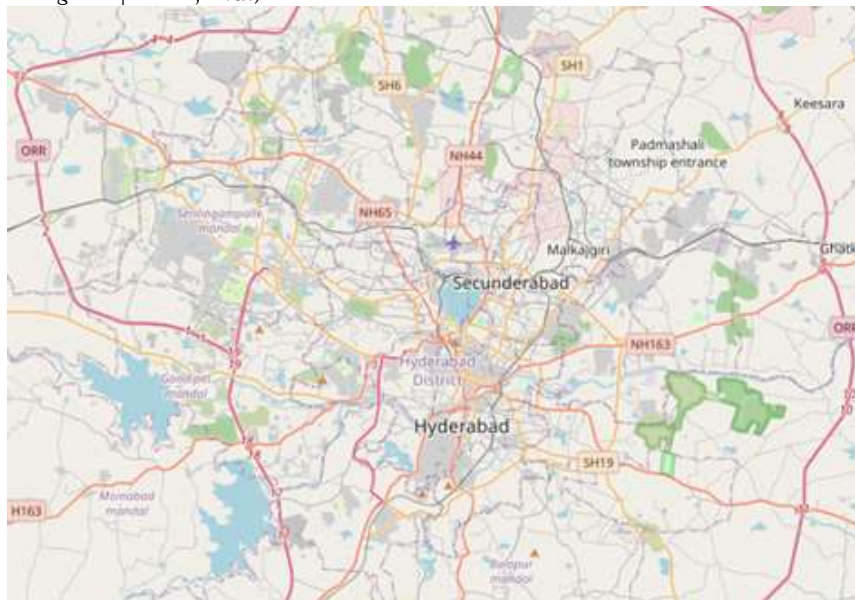 SH1
SH6
Keesara
ORR
NH44
Padmashali
township entrance
NH65
Serilingampalle
mandal
Malkajgiri
Ghatk
Secunderabad
ORR
NH163
Hyderabad
District
Gandipet
mandal
Hyderabad
SH19
Moinabad
mandal
H163
Balapur
mandal